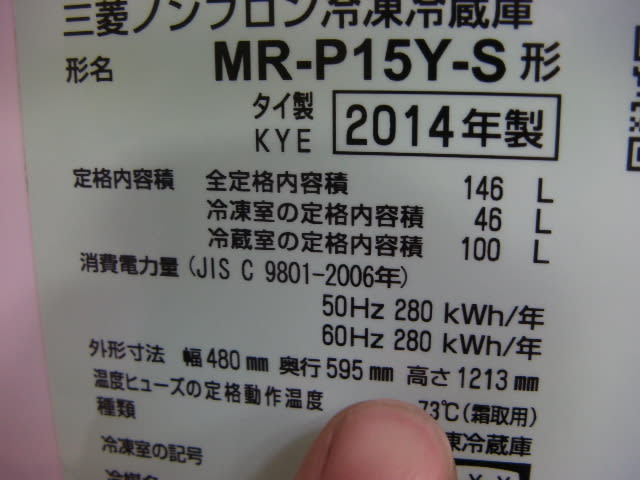 三菱ノンフロン冷凍冷蔵庫
形名 MR-P15Y-S 形
タイ製
KYE 2014年製
定格内容積 全定格内容積 146 L
冷凍室の定格内容積 46 L
冷蔵室の定格内容積 100 L
消費電力量 (JIS C 9801-2006年)
50Hz 280 kWh/年
60Hz 280 kWh/年
外形寸法 幅 480 mm 奥行 595 mm 高さ 1213 mm
温度ヒューズの定格動作温度 73℃(霜取用)
種類 凍冷蔵庫
冷凍室の記号